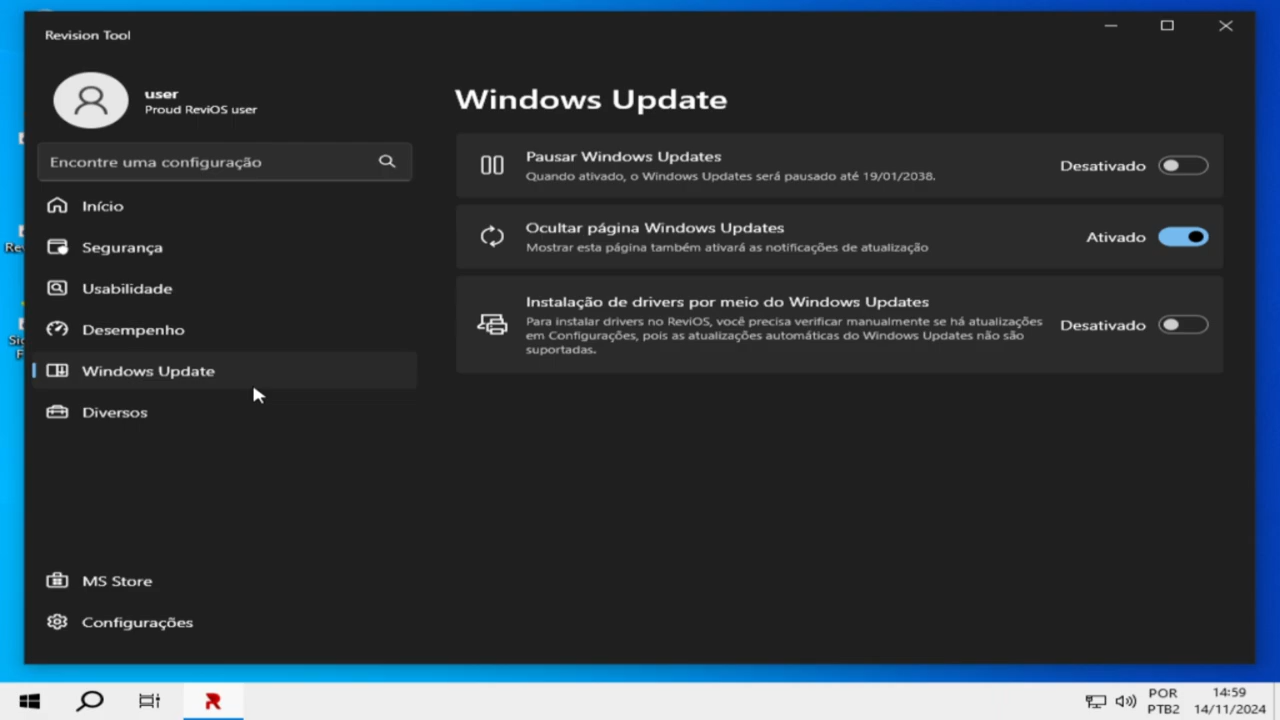 Revision Tool
user
Proud ReviOS user
Encontre uma configuração
Início
Segurança
Usabilidade
Desempenho
Windows Update
Diversos
MS Store
Configurações
Windows Update
Pausar Windows Updates
Quando ativado, o Windows Updates será pausado até 19/01/2038.
Desativado
Ocultar página Windows Updates
Mostrar esta página também ativará as notificações de atualização
Ativado
Instalação de drivers por meio do Windows Updates
Para instalar drivers no ReviOS, você precisa verificar manualmente se há atualizações
em Configurações, pois as atualizações automáticas do Windows Updates não são
suportadas.
Desativado
POR
PTB2
14:59
14/11/2024